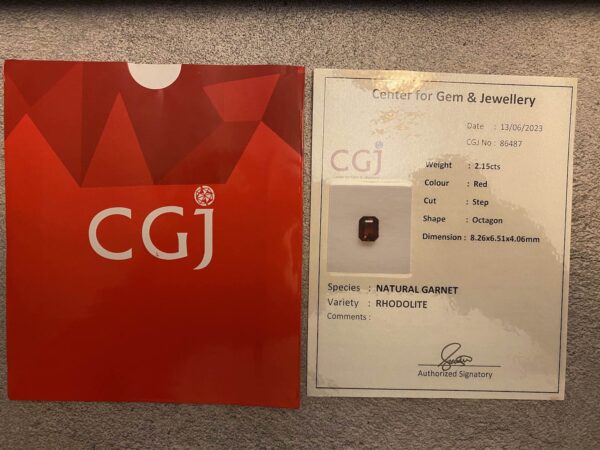 CGJ
Center for Gem & Jewellery
Date : 13/06/2023
CGJ No : 86487
CGJ
Weight : 2.15cts
Colour : Red
Cut : Step
Shape : Octagon
Dimension : 8.26x6.51x4.06mm
Species : NATURAL GARNET
Variety : RHODOLITE
Comments :
Authorized Signatory